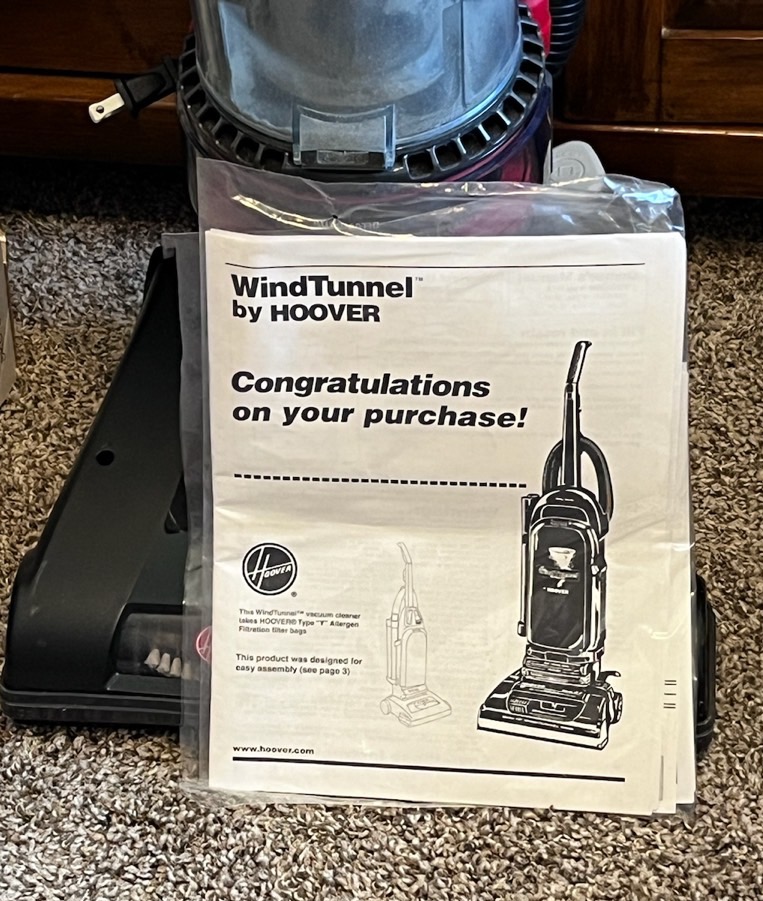 WindTunnel™
by HOOVER
Congratulations
on your purchase!
HOOVER
®
This WindTunnel™ vacuum cleaner
takes HOOVER® Type "Y" Allergen
Filtration filter bags
This product was designed for
easy assembly (see page 3)
HOOVER
www.hoover.com